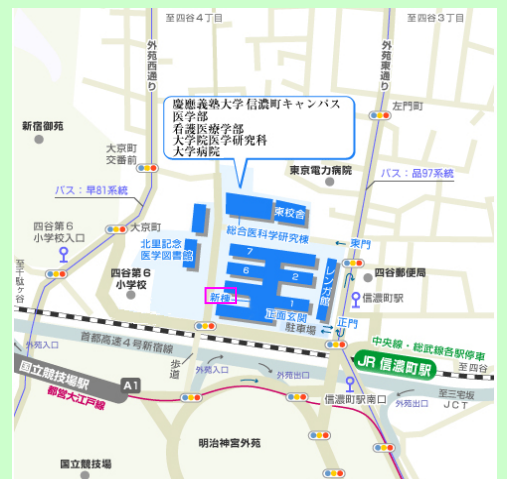 至四谷4丁目
至四谷3丁目
外苑西通り
外苑東通り
慶應義塾大学 信濃町キャンパス
医学部
看護医療学部
大学院医学研究科
大学病院
左門町
新宿御苑
大京町
交番前
東京電力病院
バス：早81系統
バス：品97系統
東校舎
四谷第6
小学校入口
大京町
総合医科学研究棟
東門
北里記念
医学図書館
7
6
2
1
レンガ館
四谷郵便局
至千駄ヶ谷
四谷第6
小学校
新棟
信濃町駅
正面玄関
駐車場
正門
首都高速4号新宿線
中央線・総武線各駅停車
外苑入口
歩道
外苑入口
外苑出口
JR 信濃町駅
至四谷
国立競技場駅
A1
都営大江戸線
信濃町駅南口
外苑出口
至三宅坂
JCT
明治神宮外苑
国立競技場